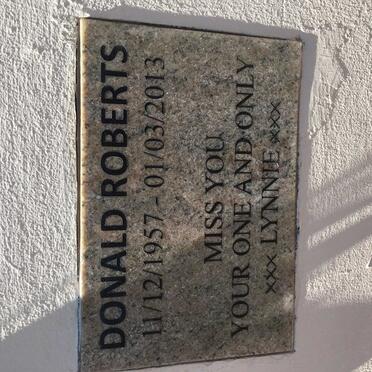 DONALD ROBERTS
11/12/1957 - 01/03/2013
MISS YOU
YOUR ONE AND ONLY
xxx LYNNIE xxx